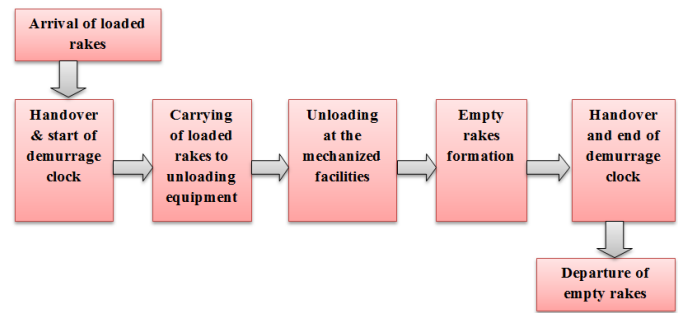 Arrival of loaded
rakes
Handover
& start of
demurrage
clock
Carrying
of loaded
rakes to
unloading
equipment
Unloading
at the
mechanized
facilities
Empty
rakes
formation
Handover
and end of
demurrage
clock
Departure of
empty rakes